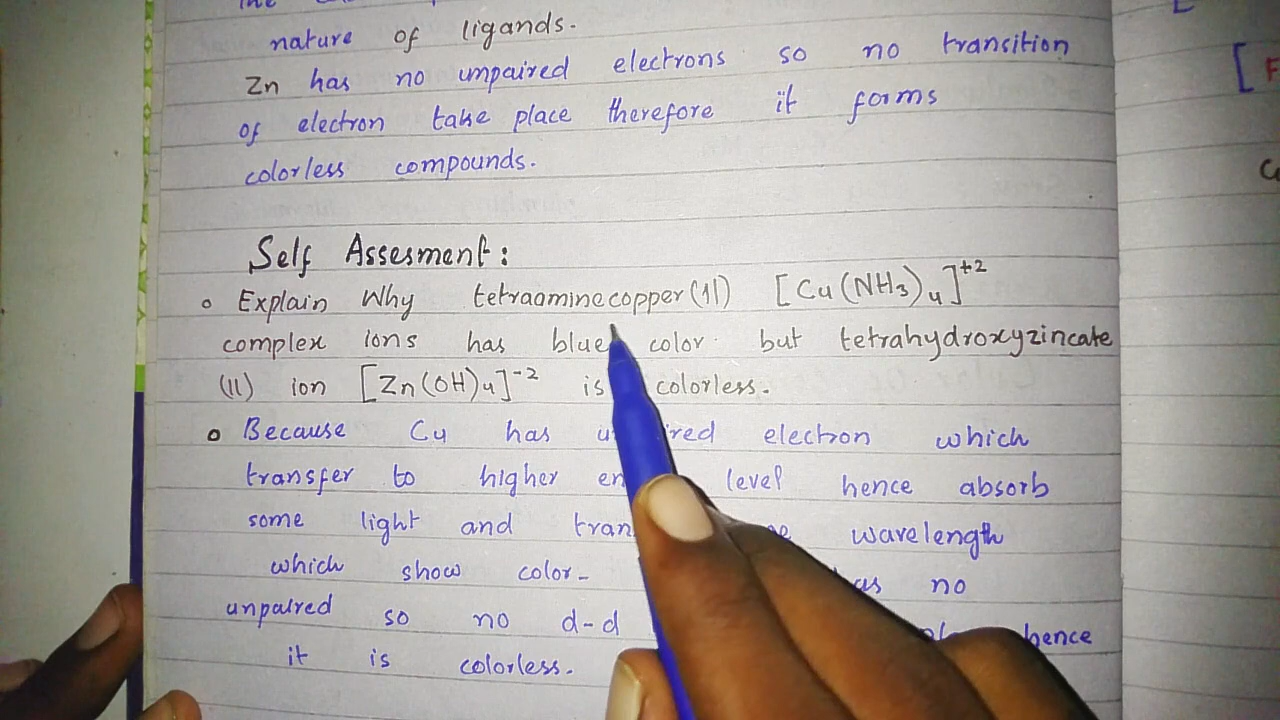 nature of ligands.
Zn has no unpaired electrons so no transition
of electron take place therefore it forms
colorless compounds.
Self Assesment:
Explain Why tetraaminecopper (II) [Cu(NH3)4]+2
complex ions has blue color. but tetrahydroxyzincate
(II) ion [Zn(OH)4]-2 is colorless.
Because Cu has electron which
transfer to higher level hence absorb
some light and wavelength
which show color- no
unpaired so no d-d hence
it is colorless.
[